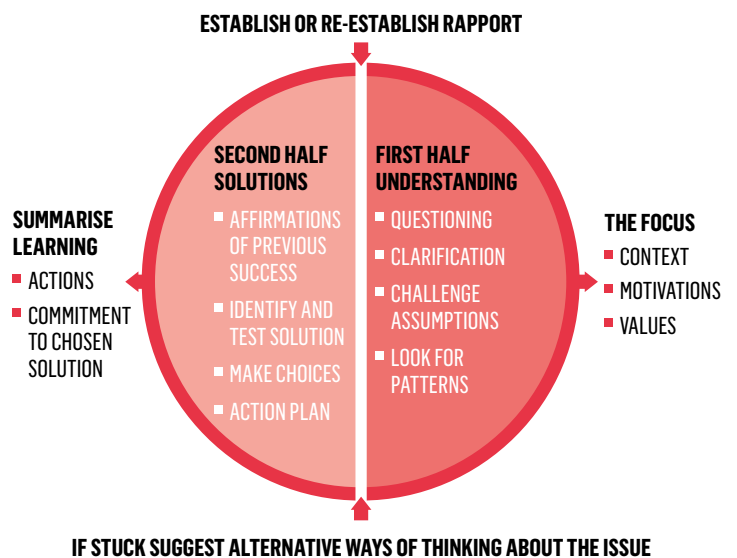 ESTABLISH OR RE-ESTABLISH RAPPORT
SECOND HALF
SOLUTIONS
AFFIRMATIONS
OF PREVIOUS
SUCCESS
IDENTIFY AND
TEST SOLUTION
MAKE CHOICES
ACTION PLAN
FIRST HALF
UNDERSTANDING
QUESTIONING
CLARIFICATION
CHALLENGE
ASSUMPTIONS
LOOK FOR
PATTERNS
SUMMARISE
LEARNING
ACTIONS
COMMITMENT
TO CHOSEN
SOLUTION
THE FOCUS
CONTEXT
MOTIVATIONS
VALUES
IF STUCK SUGGEST ALTERNATIVE WAYS OF THINKING ABOUT THE ISSUE